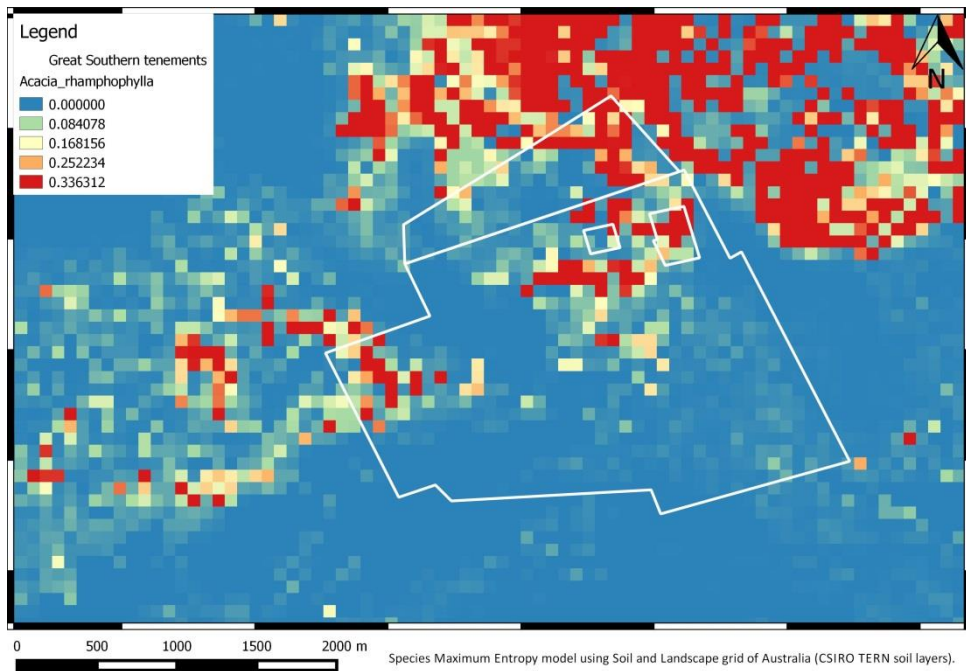 Legend
Great Southern tenements
Acacia_rhamphophylla
0.000000
0.084078
0.168156
0.252234
0.336312
N
0 500 1000 1500 2000 m
Species Maximum Entropy model using Soil and Landscape grid of Australia (CSIRO TERN soil layers).